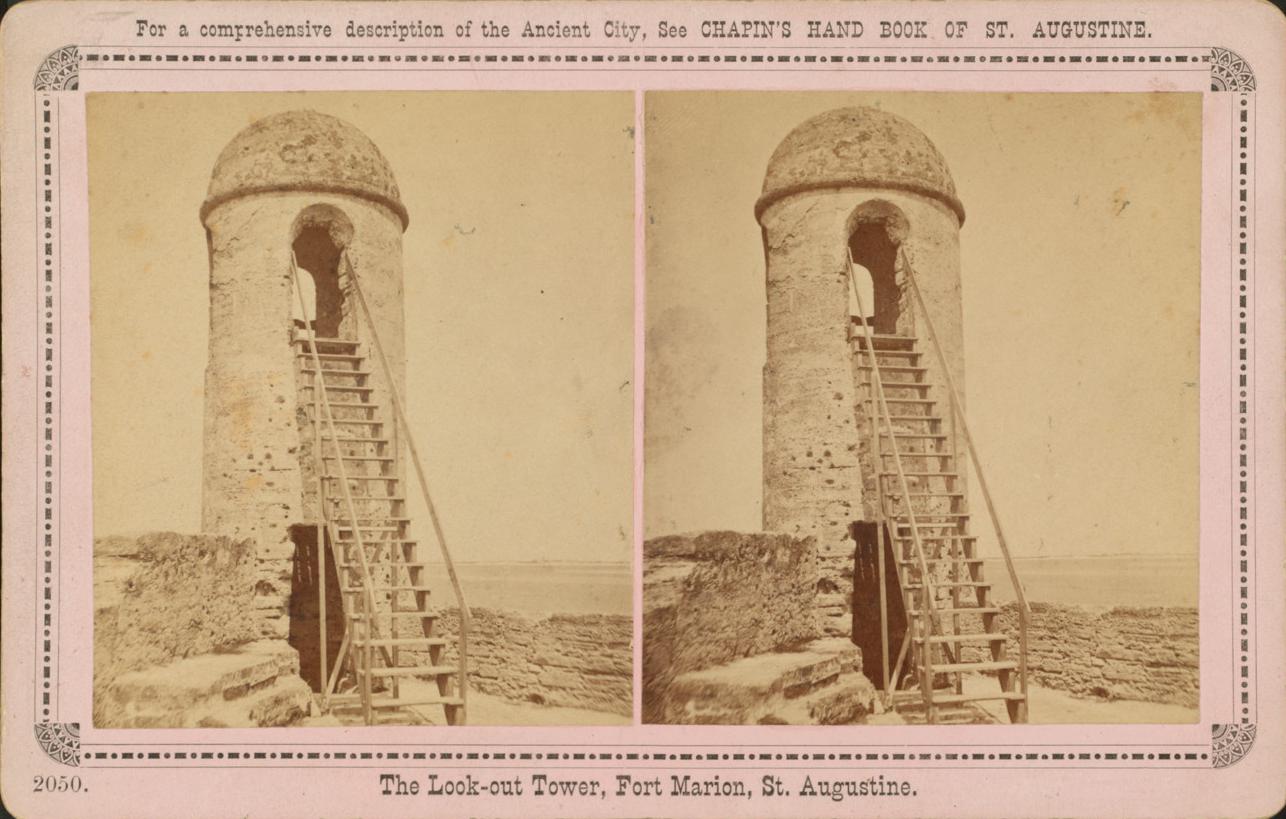 For a comprehensive description of the Ancient City, See CHAPIN'S HAND BOOK OF ST. AUGUSTINE.
2050.
The Look-out Tower, Fort Marion, St. Augustine.